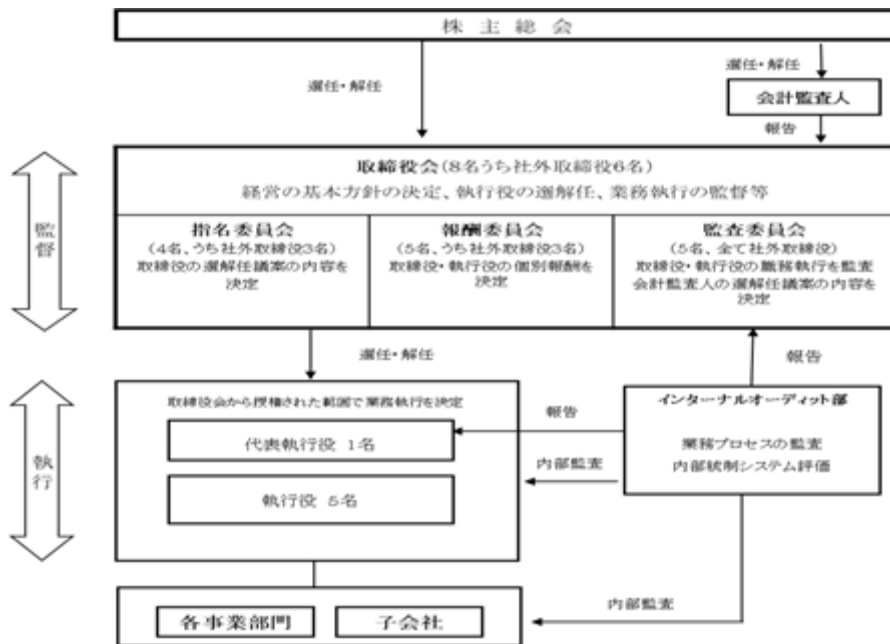 株主総会
選任・解任
選任・解任
会計監査人
報告
取締役会(8名うち社外取締役6名)
経営の基本方針の決定、執行役の選解任、業務執行の監督等
監督
指名委員会
(4名、うち社外取締役3名)
取締役の選解任議案の内容を
決定
報酬委員会
(5名、うち社外取締役3名)
取締役・執行役の個別報酬を
決定
監査委員会
(5名、全て社外取締役)
取締役・執行役の職務執行を監査
会計監査人の選解任議案の内容を
決定
選任・解任
報告
執行
取締役会から授権された範囲で業務執行を決定
代表執行役 1名
執行役 5名
報告
内部監査
インターナルオーディット部
業務プロセスの監査
内部統制システム評価
内部監査
各事業部門
子会社